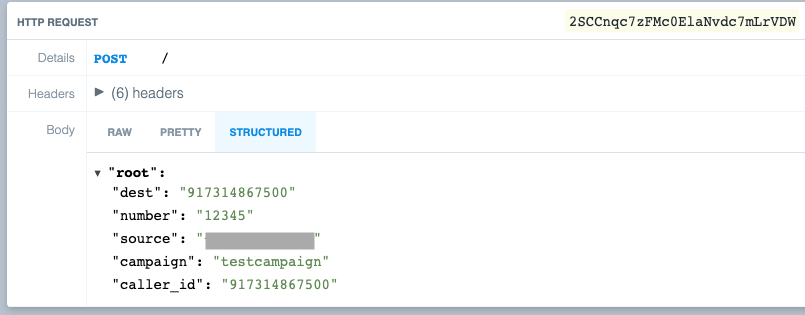 HTTP REQUEST 2SCCnqc7zFMc0ElaNvdc7mLrVDW
Details POST /
Headers ▶ (6) headers
Body RAW PRETTY STRUCTURED
▼ "root":
"dest": "917314867500"
"number": "12345"
"source": " "
"campaign": "testcampaign"
"caller_id": "917314867500"